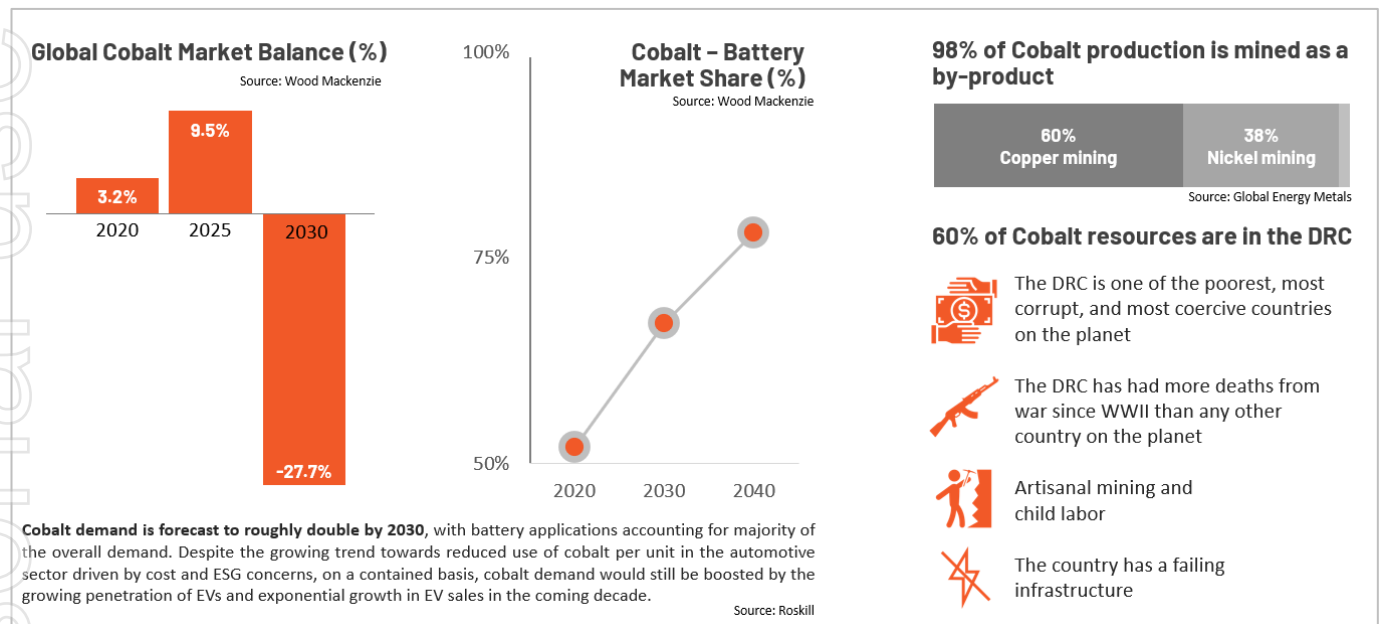 Global Cobalt Market Balance (%)
Source: Wood Mackenzie
9.5%
3.2%
2020
2025
2030
-27.7%
Cobalt – Battery
Market Share (%)
Source: Wood Mackenzie
100%
75%
50%
2020
2030
2040
Cobalt demand is forecast to roughly double by 2030, with battery applications accounting for majority of
the overall demand. Despite the growing trend towards reduced use of cobalt per unit in the automotive
sector driven by cost and ESG concerns, on a contained basis, cobalt demand would still be boosted by the
growing penetration of EVs and exponential growth in EV sales in the coming decade.
Source: Roskill
98% of Cobalt production is mined as a
by-product
60%
Copper mining
38%
Nickel mining
Source: Global Energy Metals
60% of Cobalt resources are in the DRC
$
The DRC is one of the poorest, most
corrupt, and most coercive countries
on the planet
The DRC has had more deaths from
war since WWII than any other
country on the planet
Artisanal mining and
child labor
The country has a failing
infrastructure